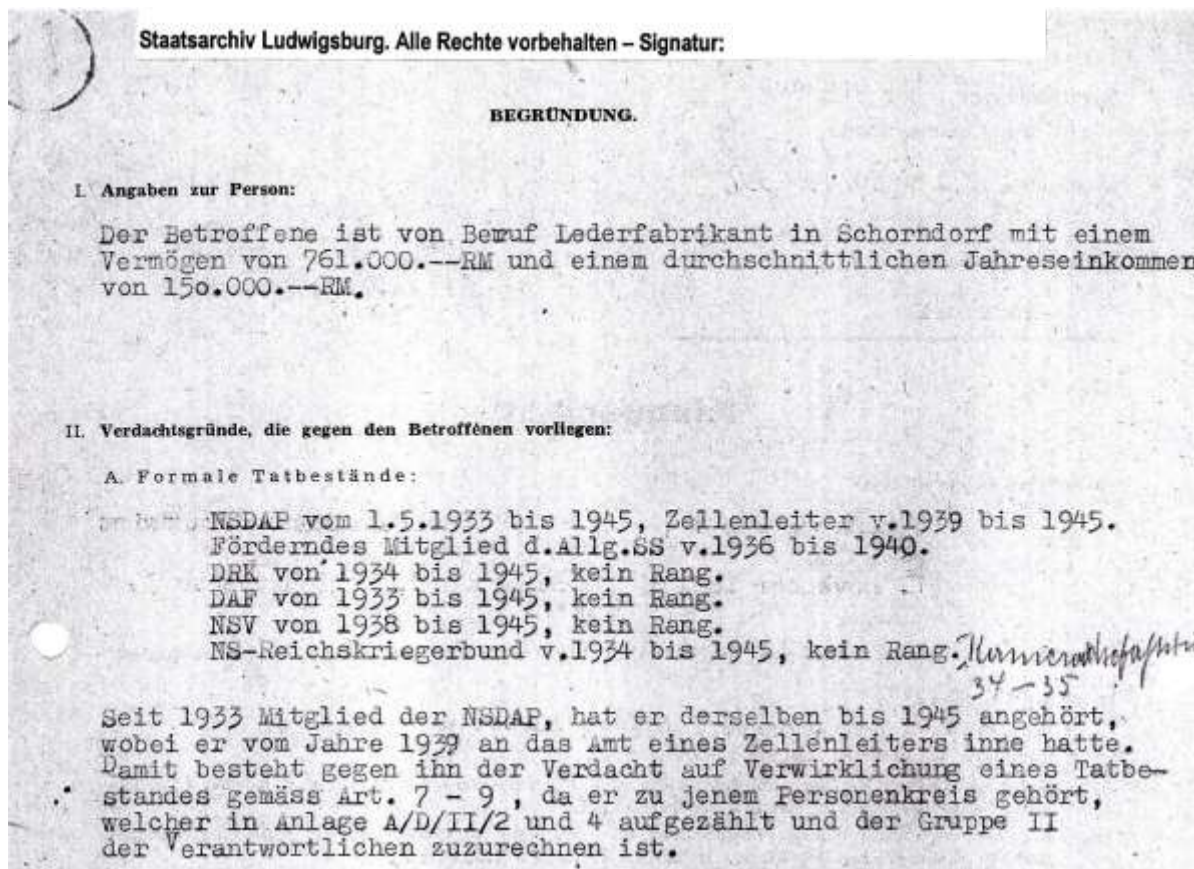 Staatsarchiv Ludwigsburg. Alle Rechte vorbehalten – Signatur:
BEGRÜNDUNG.
I. Angaben zur Person:
Der Betroffene ist von Beruf Lederfabrikant in Schorndorf mit einem
Vermögen von 761.000.--RM und einem durchschnittlichen Jahreseinkommen
von 15o.000.--RM.
II. Verdachtsgründe, die gegen den Betroffenen vorliegen:
A. Formale Tatbestände:
NSDAP vom 1.5.1933 bis 1945, Zellenleiter v.1939 bis 1945.
Förderndes Mitglied d.Allg.SS v.1936 bis 1940.
DRK von 1934 bis 1945, kein Rang.
DAF von 1933 bis 1945, kein Rang.
NSV von 1938 bis 1945, kein Rang.
NS-Reichskriegerbund v.1934 bis 1945, kein Rang.
34-35
Seit 1933 Mitglied der NSDAP, hat er derselben bis 1945 angehört,
wobei er vom Jahre 1939 an das Amt eines Zellenleiters inne hatte.
Damit besteht gegen ihn der Verdacht auf Verwirklichung eines Tatbe-
standes gemäss Art. 7 - 9 , da er zu jenem Personenkreis gehört,
welcher in Anlage A/D/II/2 und 4 aufgezählt und der Gruppe II
der Verantwortlichen zuzurechnen ist.